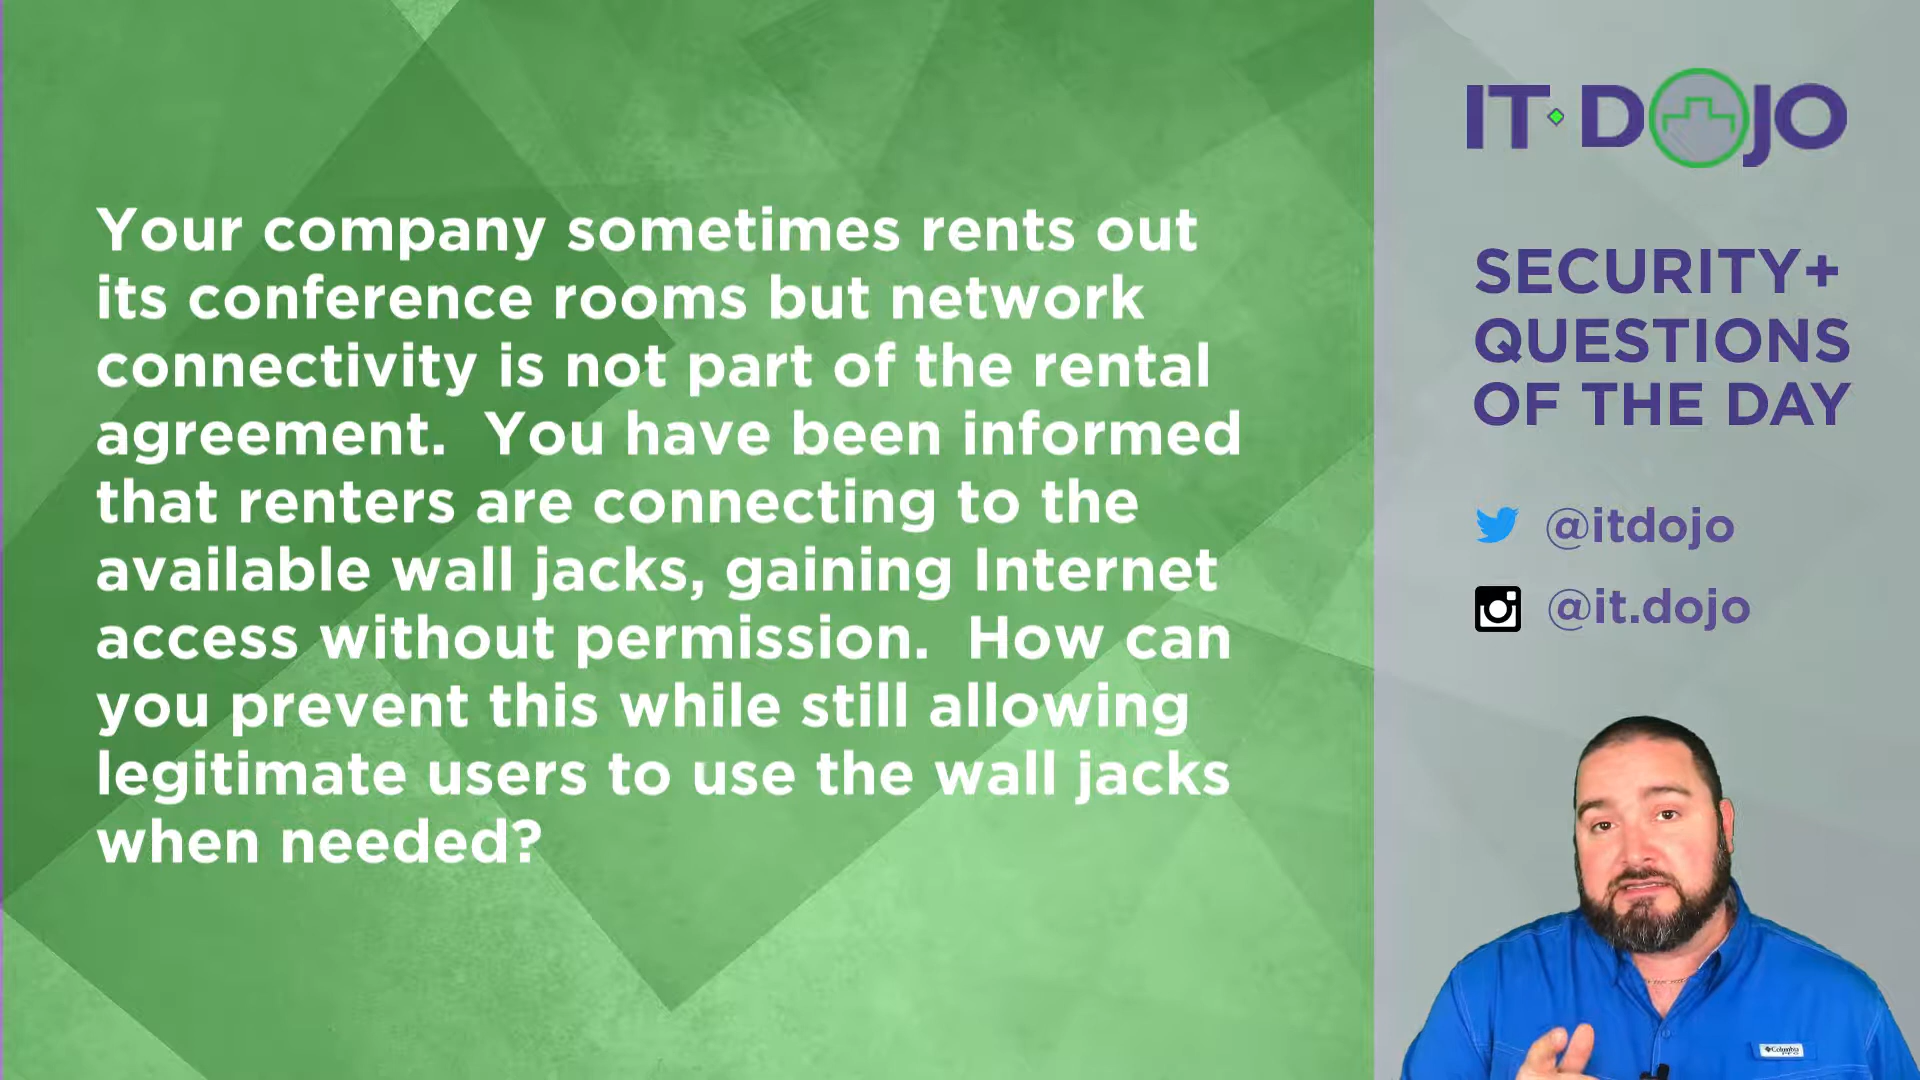 Your company sometimes rents out
its conference rooms but network
connectivity is not part of the rental
agreement.  You have been informed
that renters are connecting to the
available wall jacks, gaining Internet
access without permission.  How can
you prevent this while still allowing
legitimate users to use the wall jacks
when needed?
IT DOJO
SECURITY+
QUESTIONS
OF THE DAY
@itdojo
@it.dojo
Columbia